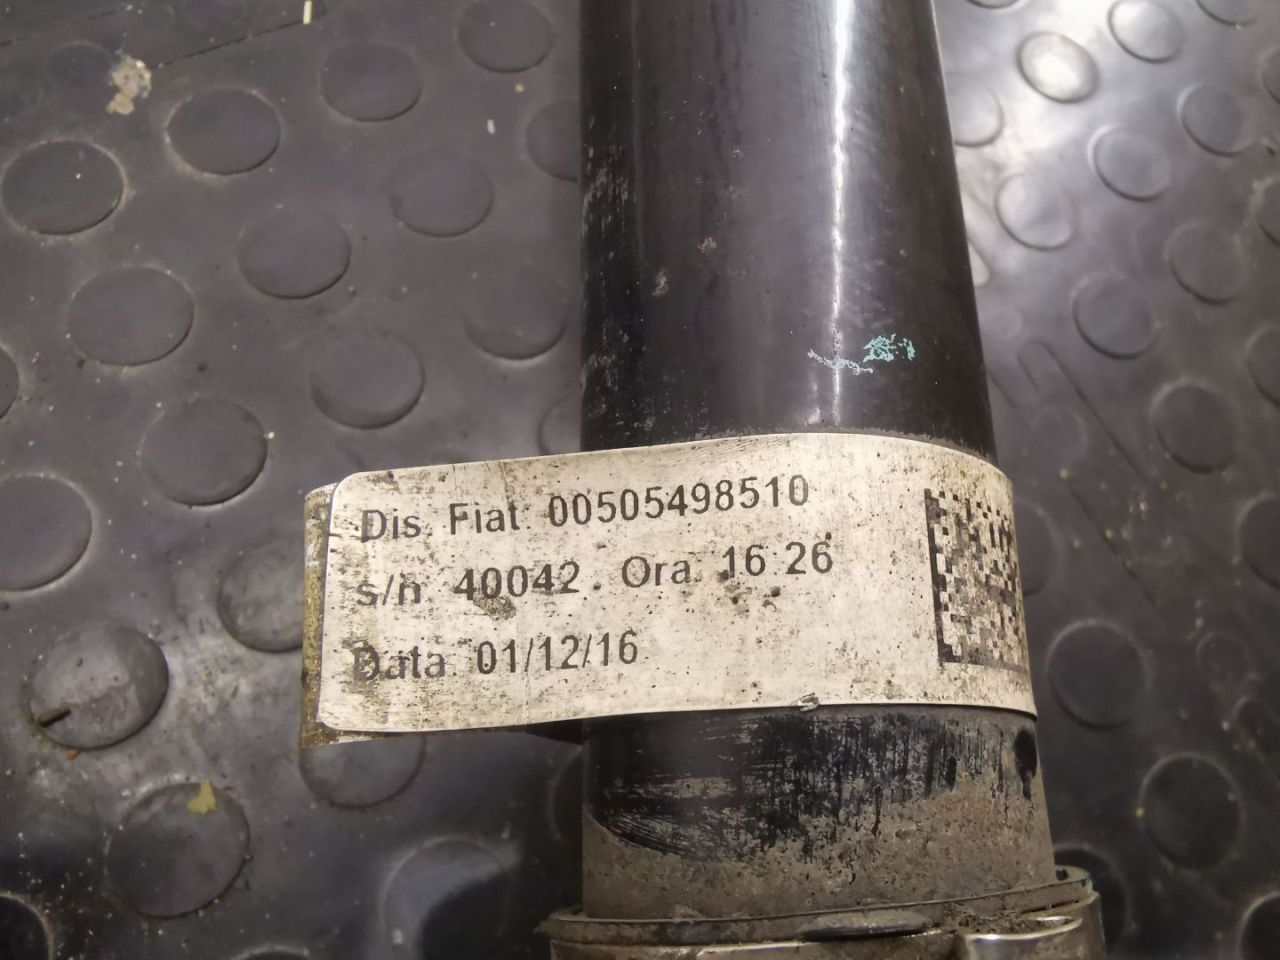 Dis. Fiat: 00505498510
s/n: 40042 Ora: 16:26
Data: 01/12/16